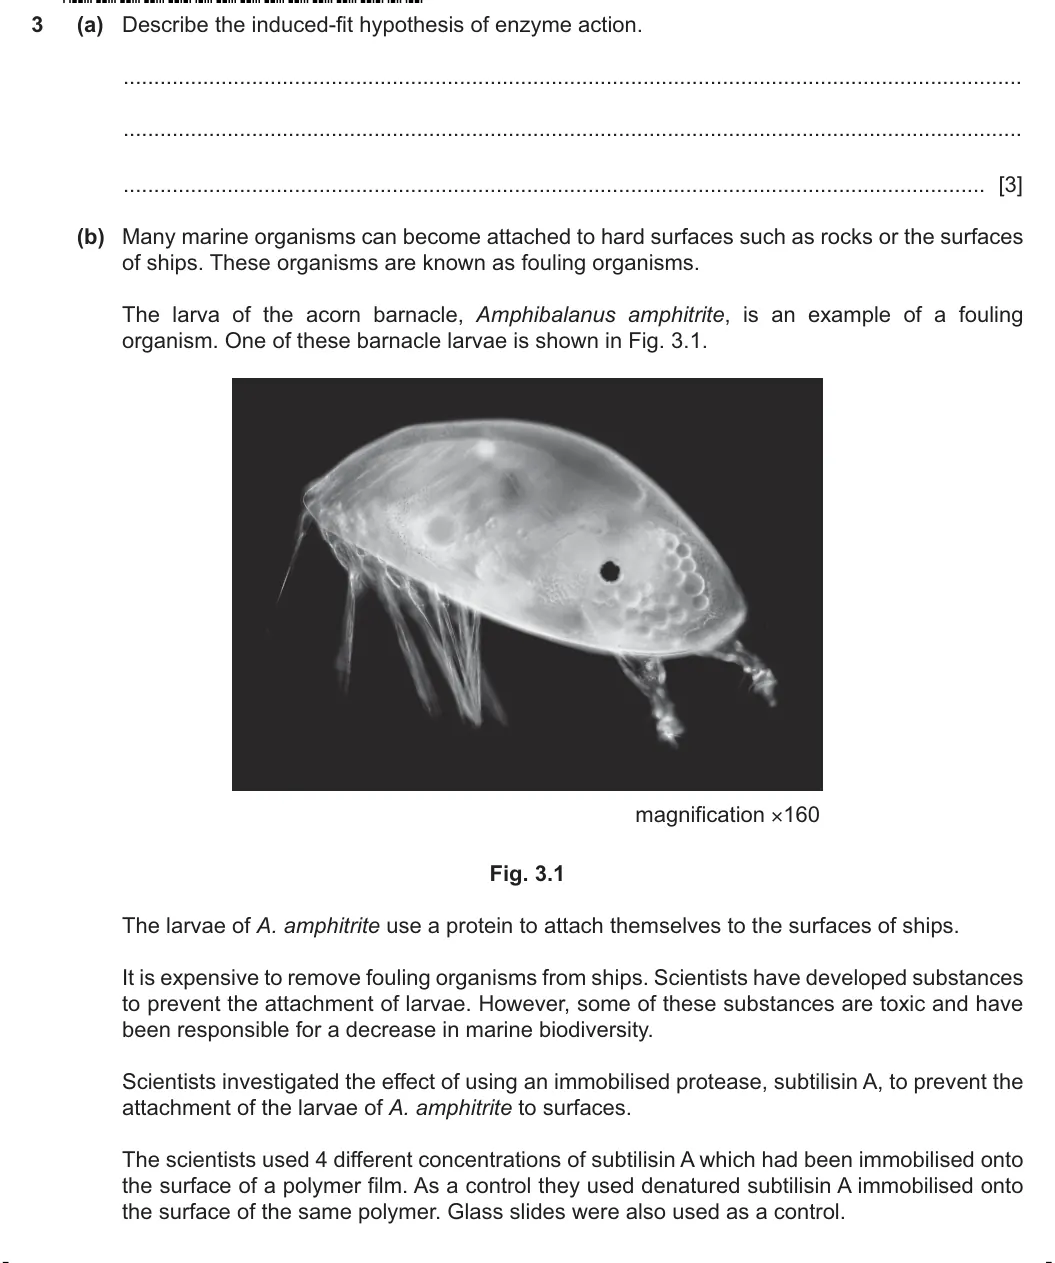 3 (a) Describe the induced-fit hypothesis of enzyme action.
..........................................................................................................................................................
..........................................................................................................................................................
.................................................................................................................................................... [3]
(b) Many marine organisms can become attached to hard surfaces such as rocks or the surfaces
of ships. These organisms are known as fouling organisms.
The larva of the acorn barnacle, Amphibalanus amphitrite, is an example of a fouling
organism. One of these barnacle larvae is shown in Fig. 3.1.
magnification ×160
Fig. 3.1
The larvae of A. amphitrite use a protein to attach themselves to the surfaces of ships.
It is expensive to remove fouling organisms from ships. Scientists have developed substances
to prevent the attachment of larvae. However, some of these substances are toxic and have
been responsible for a decrease in marine biodiversity.
Scientists investigated the effect of using an immobilised protease, subtilisin A, to prevent the
attachment of the larvae of A. amphitrite to surfaces.
The scientists used 4 different concentrations of subtilisin A which had been immobilised onto
the surface of a polymer film. As a control they used denatured subtilisin A immobilised onto
the surface of the same polymer. Glass slides were also used as a control.